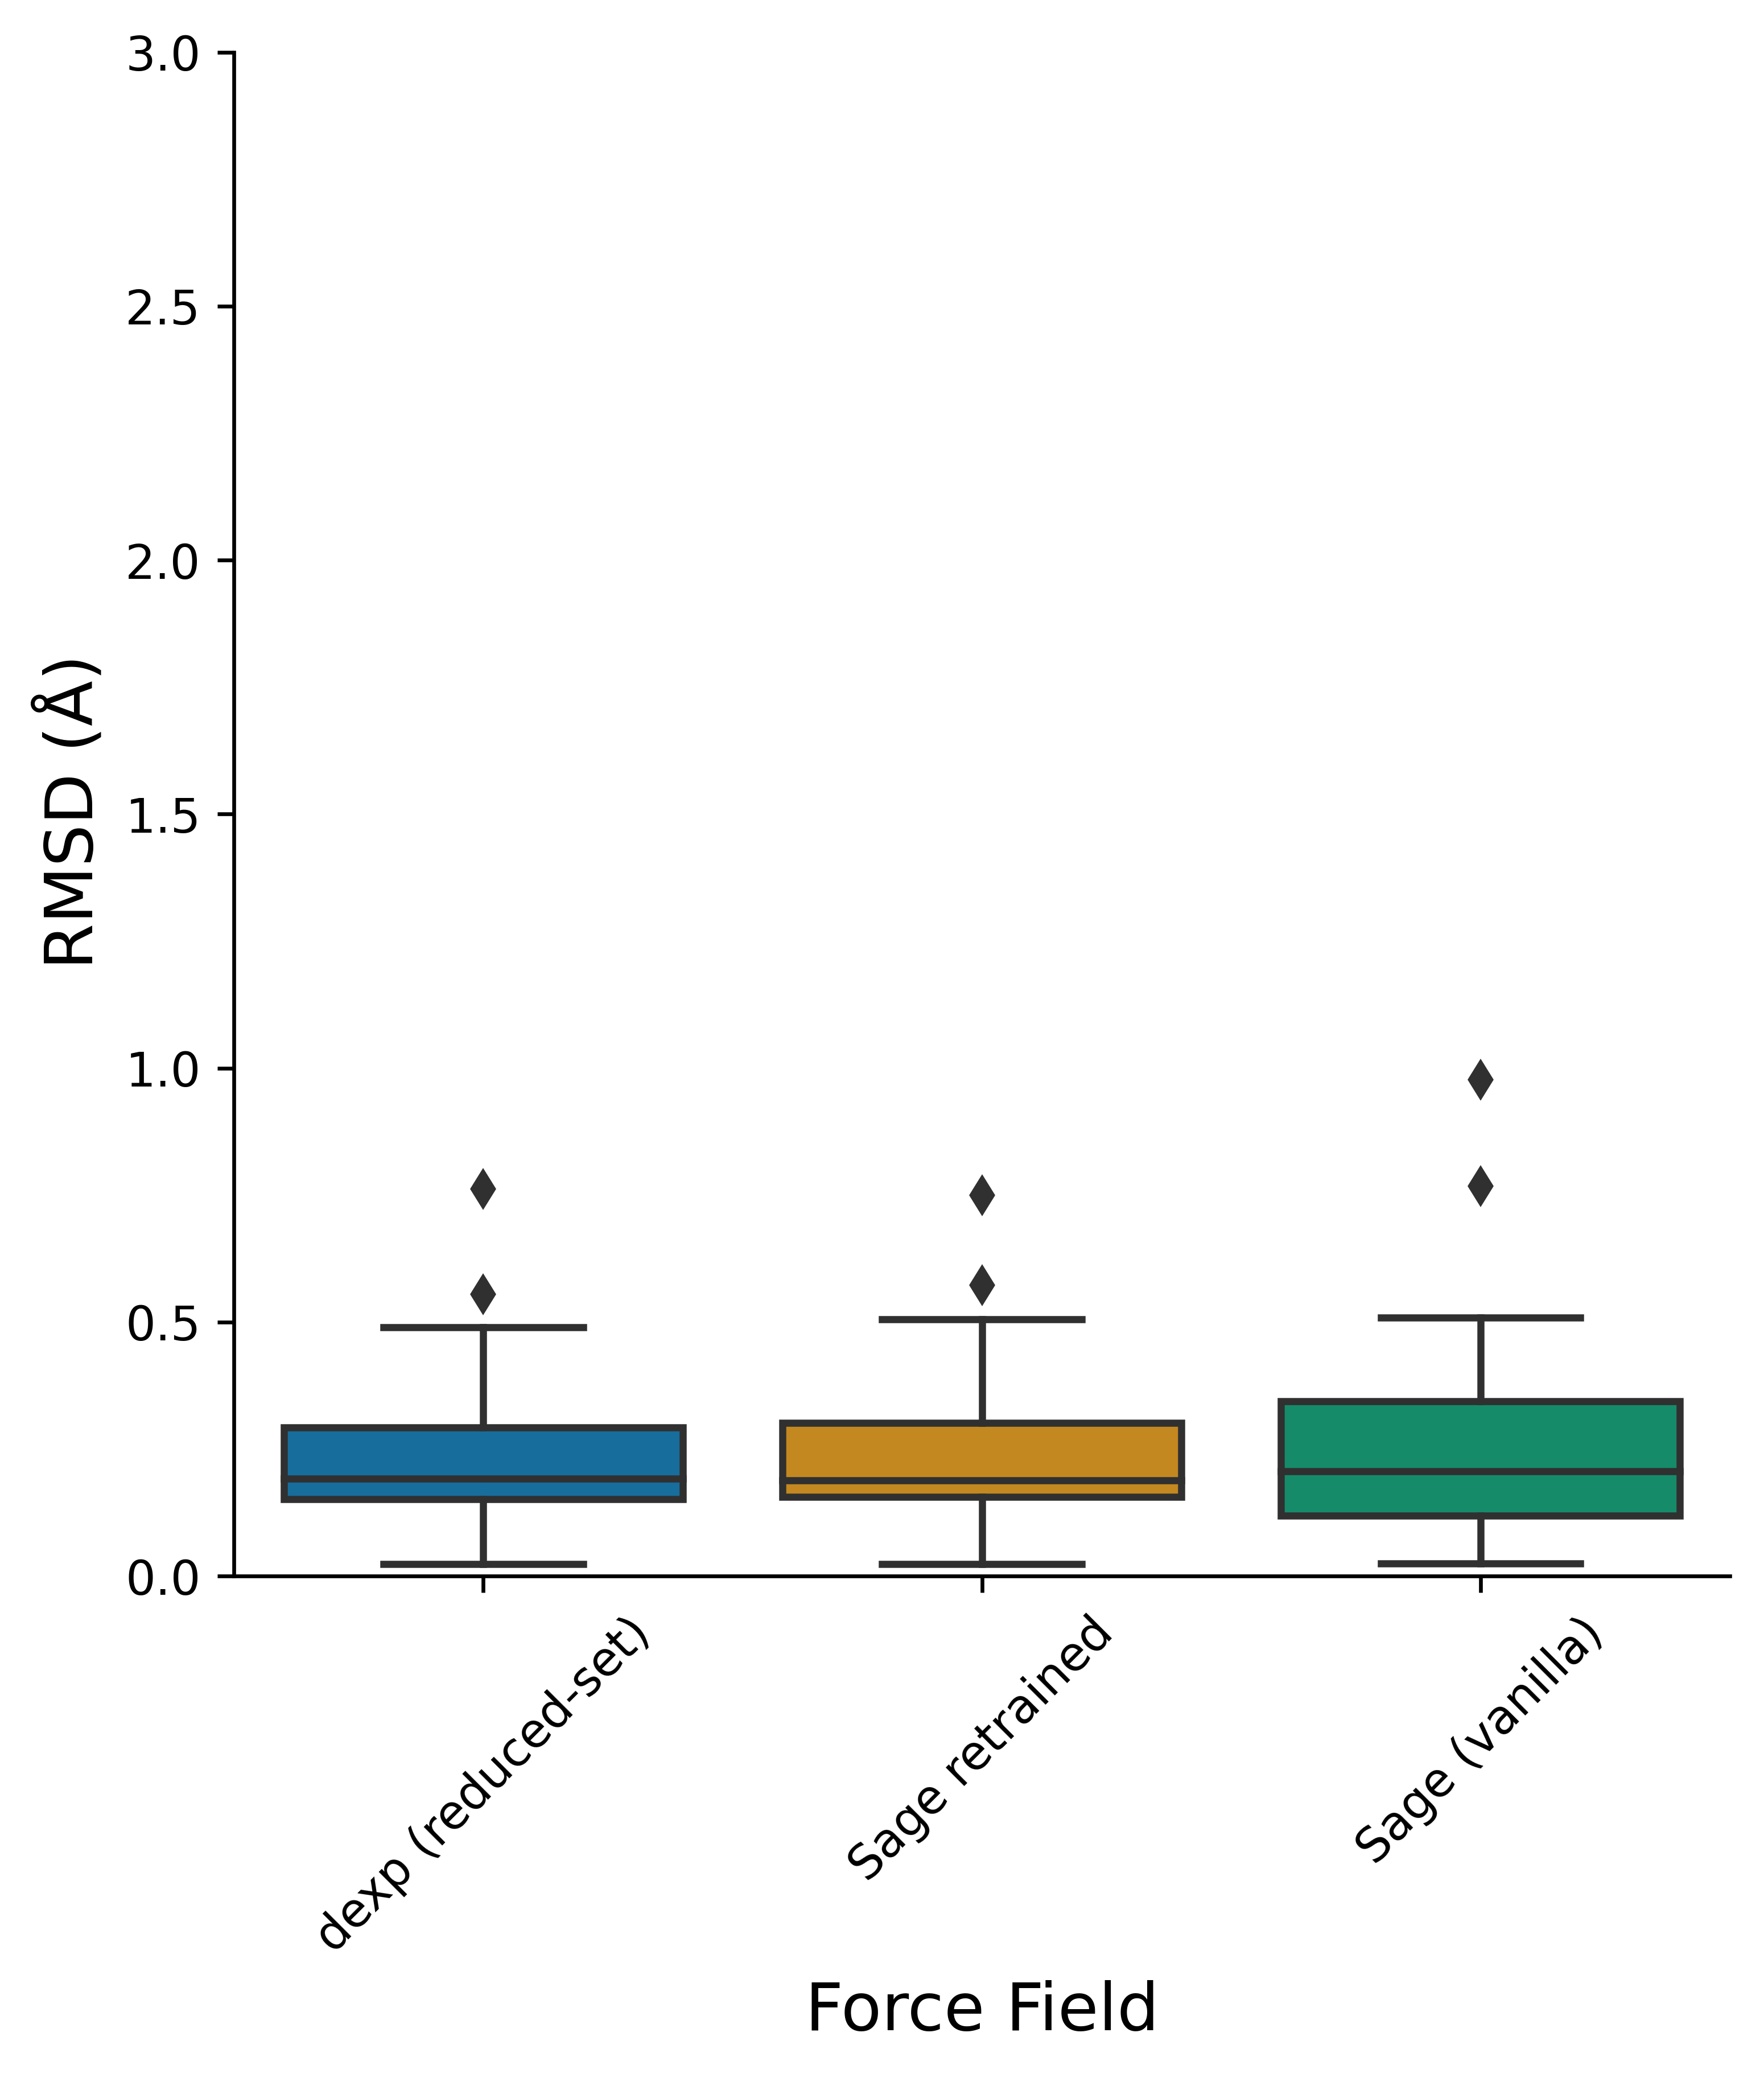 3.0
2.5
2.0
1.5
1.0
0.5
0.0
RMSD (Å)
dexp (reduced-set)
Sage retrained
Sage (vanilla)
Force Field